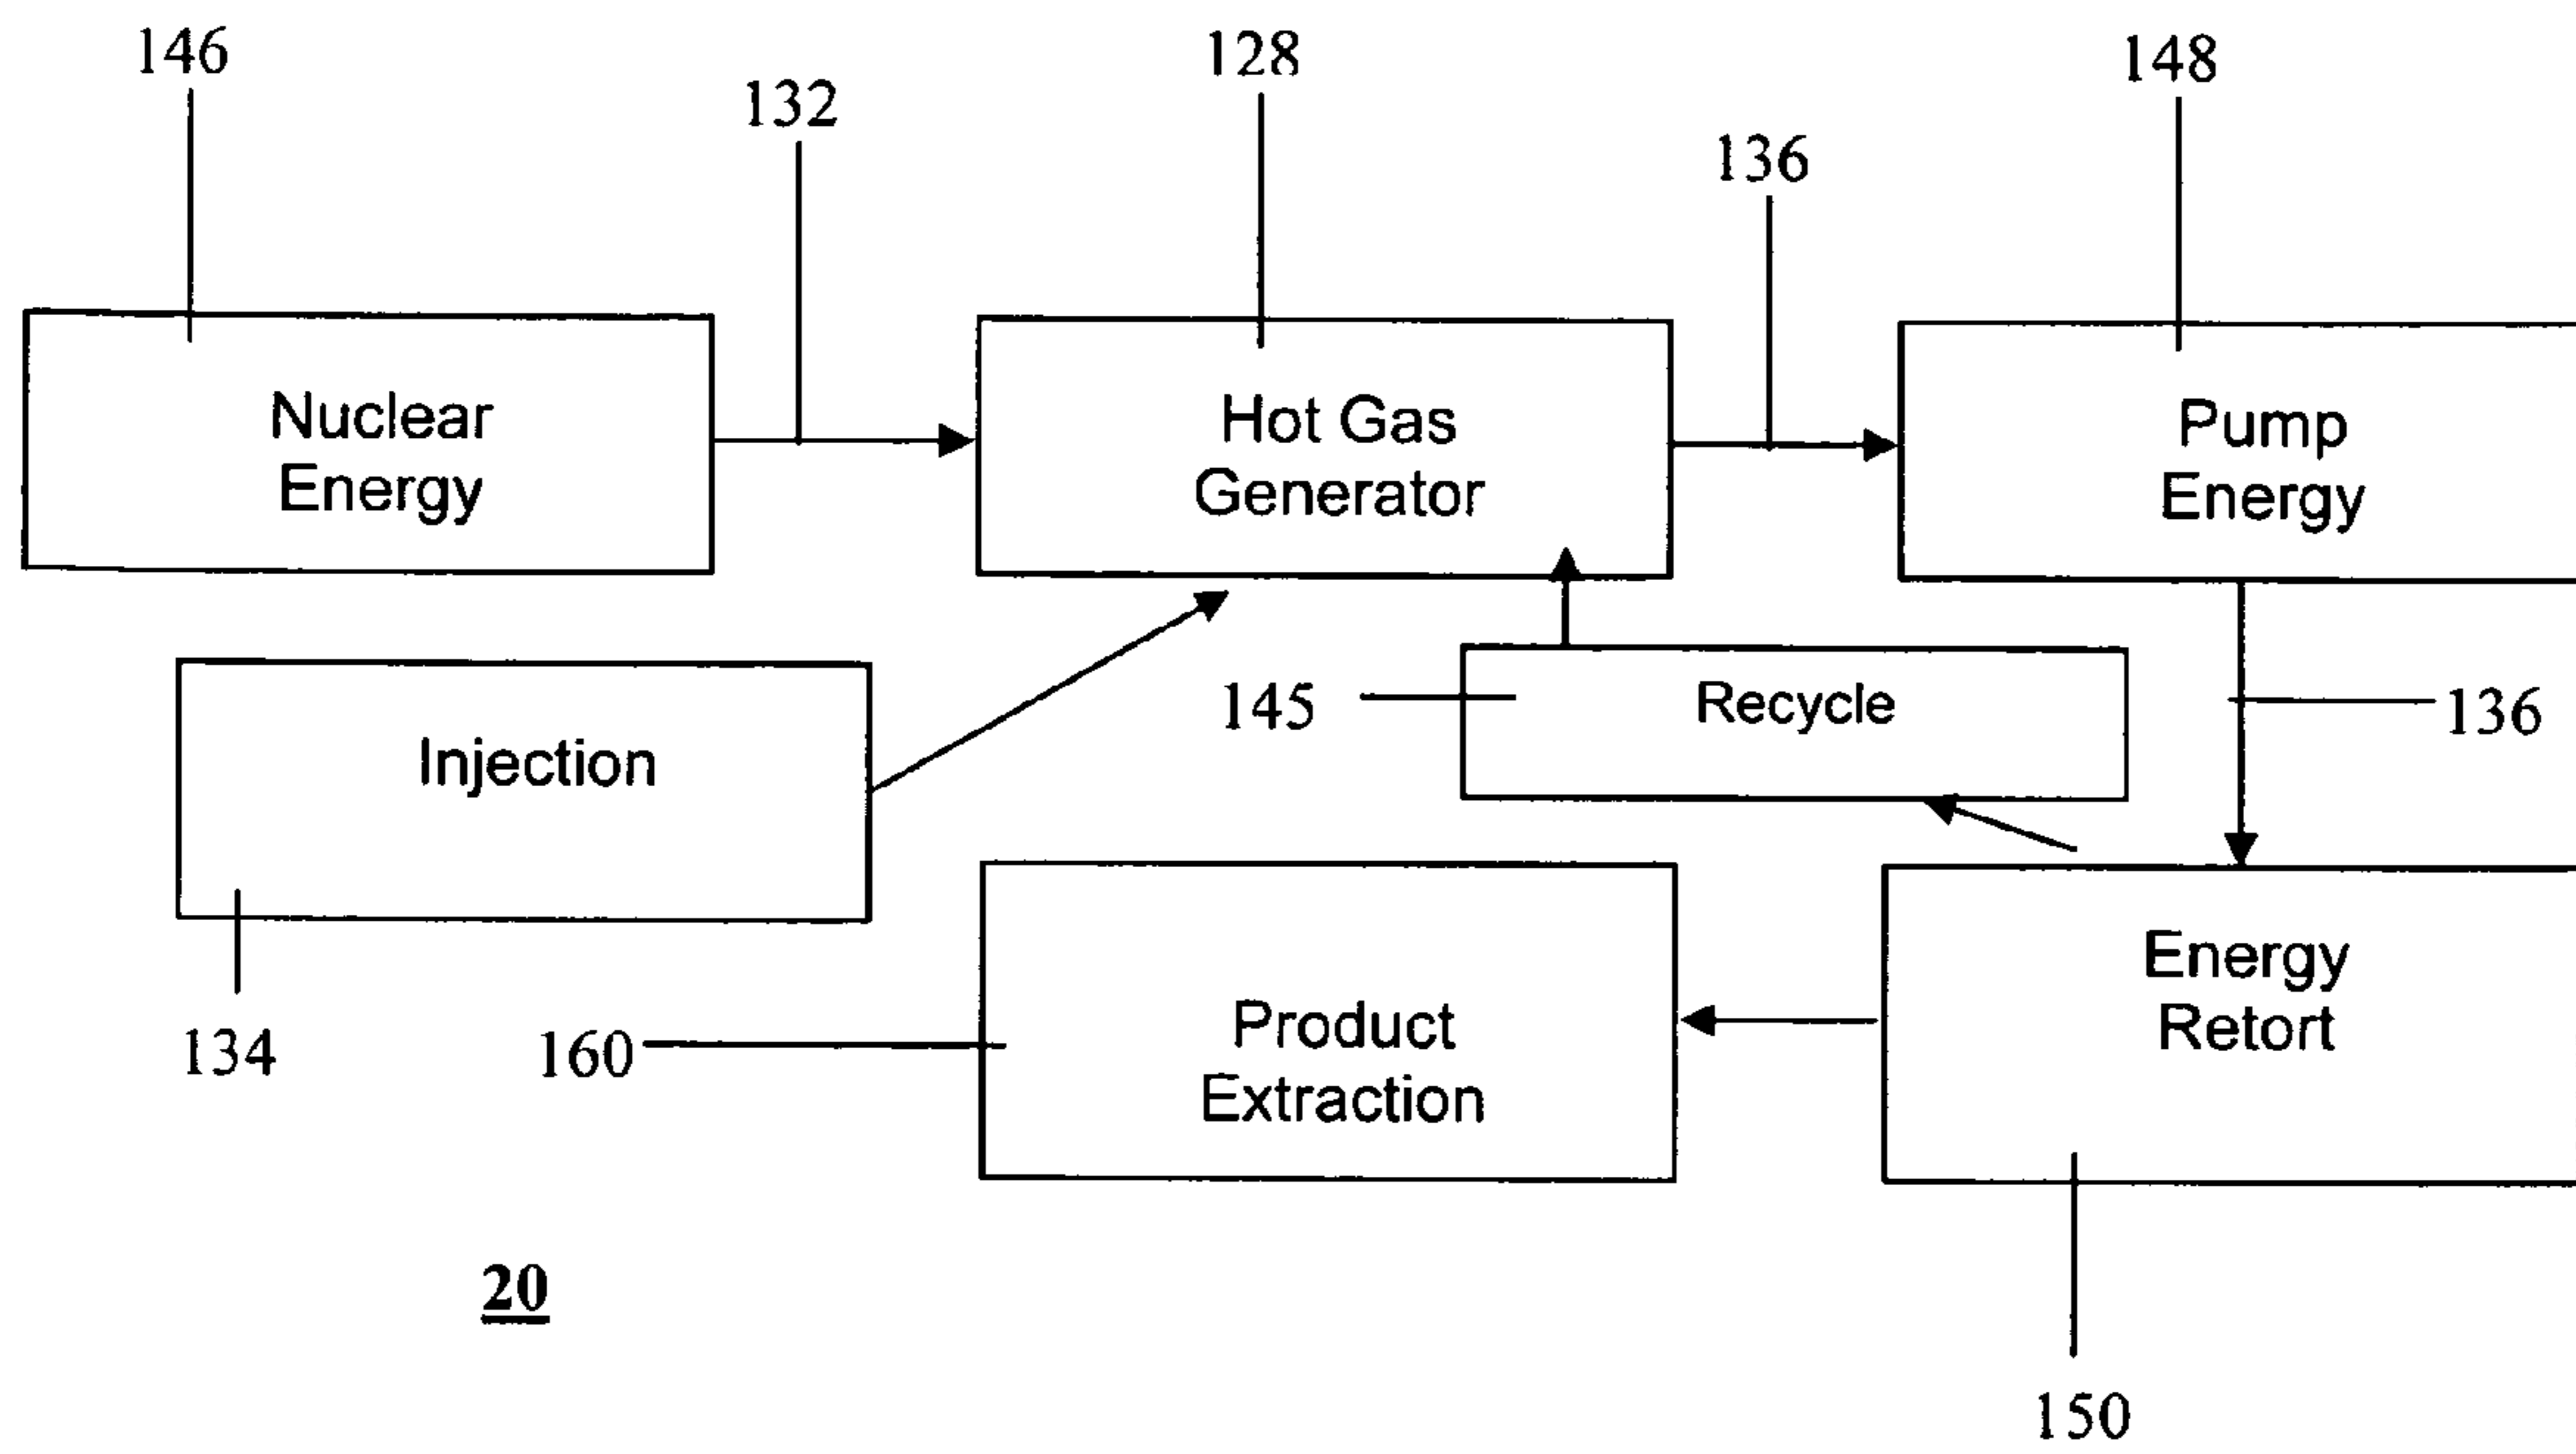 146
128
148
132
136
Nuclear
Energy
Hot Gas
Generator
Pump
Energy
Injection
145
Recycle
136
134
160
Product
Extraction
Energy
Retort
20
150